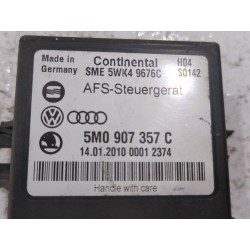 Made in Germany
Continental H04
SME 5WK4 9676C S0142
AFS-Steuergerät
5M0 907 357 C
14.01.2010 0001 2374
Handle with care